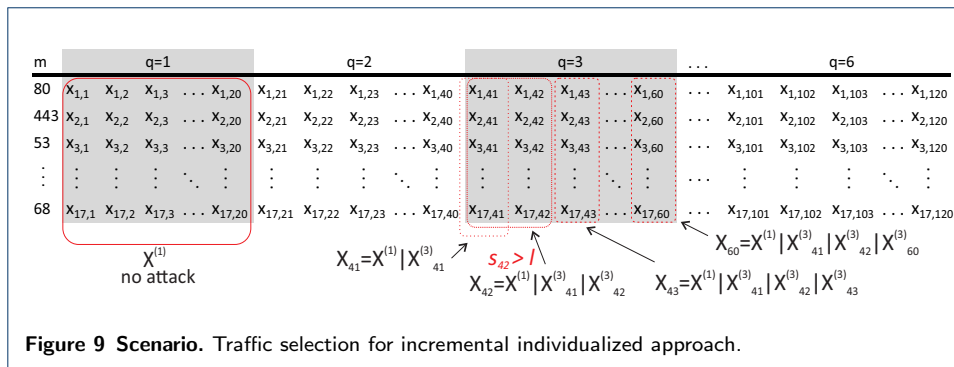 m q=1 q=2 q=3 ... q=6
80 x1,1 x1,2 x1,3 ... x1,20 x1,21 x1,22 x1,23 ... x1,40 x1,41 x1,42 x1,43 ... x1,60 ... x1,101 x1,102 x1,103 ... x1,120
443 x2,1 x2,2 x2,3 ... x2,20 x2,21 x2,22 x2,23 ... x2,40 x2,41 x2,42 x2,43 ... x2,60 ... x2,101 x2,102 x2,103 ... x2,120
53 x3,1 x3,2 x3,3 ... x3,20 x3,21 x3,22 x3,23 ... x3,40 x3,41 x3,42 x3,43 ... x3,60 ... x3,101 x3,102 x3,103 ... x3,120
⋮ ⋮ ⋮ ⋮ ⋱ ⋮ ⋮ ⋮ ⋮ ⋱ ⋮ ⋮ ⋮ ⋮ ⋱ ⋮ ... ⋮ ⋮ ⋮ ⋱ ⋮
68 x17,1 x17,2 x17,3 ... x17,20 x17,21 x17,22 x17,23 ... x17,40 x17,41 x17,42 x17,43 ... x17,60 ... x17,101 x17,102 x17,103 ... x17,120
X(1)
no attack
X41=X(1)|X(3)41
s42>l
X42=X(1)|X(3)41|X(3)42
X43=X(1)|X(3)41|X(3)42|X(3)43
X60=X(1)|X(3)41|X(3)42|X(3)60
Figure 9 Scenario. Traffic selection for incremental individualized approach.